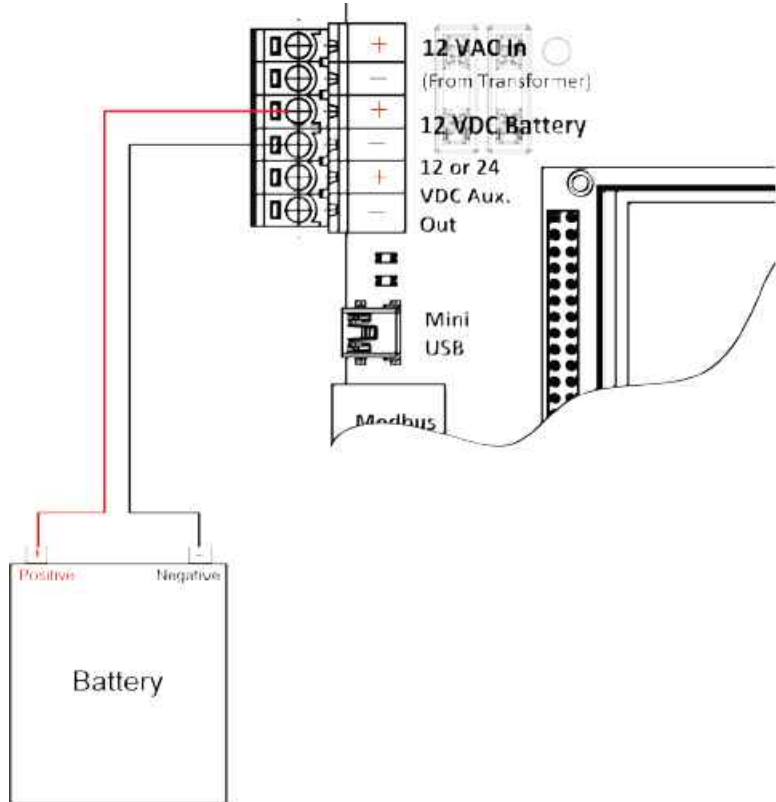 + 12 VAC In
− (From Transformer)
+
12 VDC Battery
−
+ 12 or 24
VDC Aux.
− Out
Mini
USB
Modbus
+ -
Positive Negative
Battery